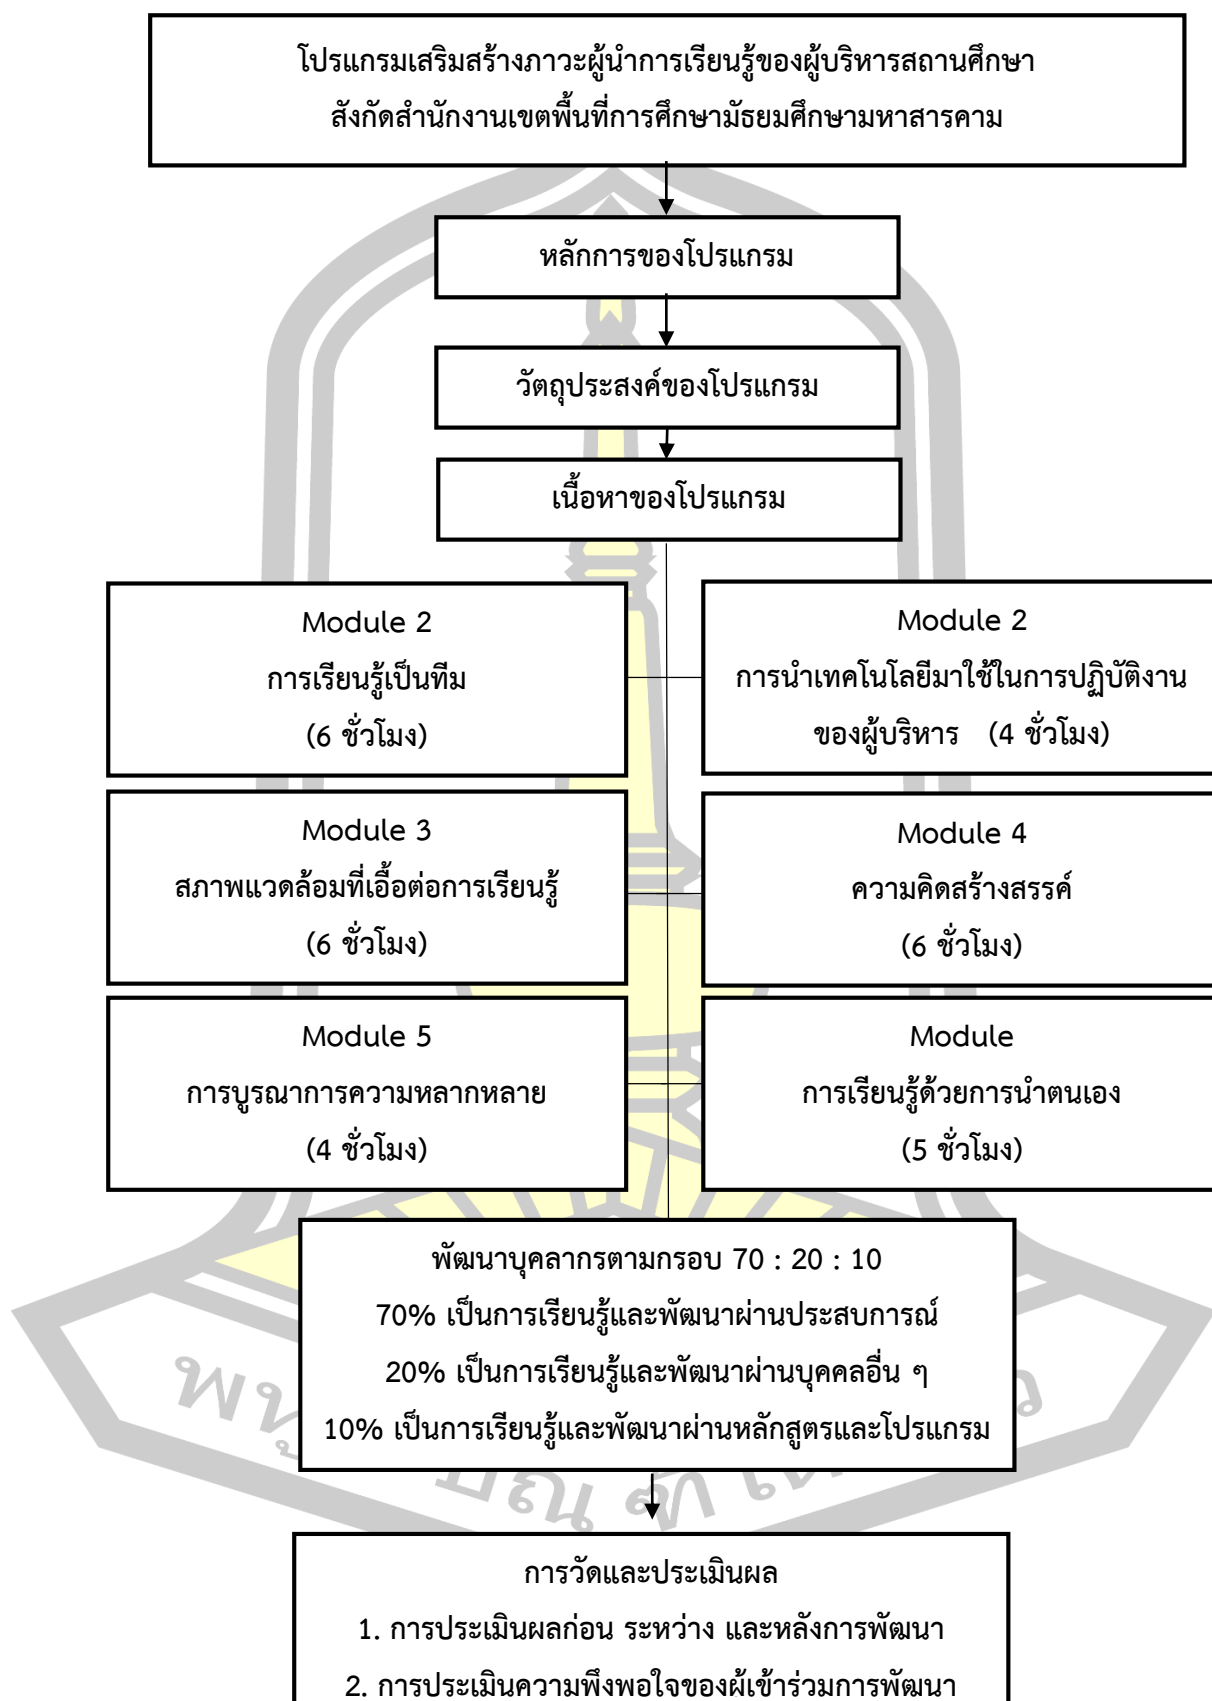 โปรแกรมเสริมสร้างภาวะผู้นำการเรียนรู้ของผู้บริหารสถานศึกษา
สังกัดสำนักงานเขตพื้นที่การศึกษามัธยมศึกษามหาสารคาม
หลักการของโปรแกรม
วัตถุประสงค์ของโปรแกรม
เนื้อหาของโปรแกรม
Module 2
การเรียนรู้เป็นทีม
(6 ชั่วโมง)
Module 2
การนำเทคโนโลยีมาใช้ในการปฏิบัติงาน
ของผู้บริหาร (4 ชั่วโมง)
Module 3
สภาพแวดล้อมที่เอื้อต่อการเรียนรู้
(6 ชั่วโมง)
Module 4
ความคิดสร้างสรรค์
(6 ชั่วโมง)
Module 5
การบูรณาการความหลากหลาย
(4 ชั่วโมง)
Module
การเรียนรู้ด้วยการนำตนเอง
(5 ชั่วโมง)
พัฒนาบุคลากรตามกรอบ 70 : 20 : 10
70% เป็นการเรียนรู้และพัฒนาผ่านประสบการณ์
20% เป็นการเรียนรู้และพัฒนาผ่านบุคคลอื่น ๆ
10% เป็นการเรียนรู้และพัฒนาผ่านหลักสูตรและโปรแกรม
การวัดและประเมินผล
1. การประเมินผลก่อน ระหว่าง และหลังการพัฒนา
2. การประเมินความพึงพอใจของผู้เข้าร่วมการพัฒนา